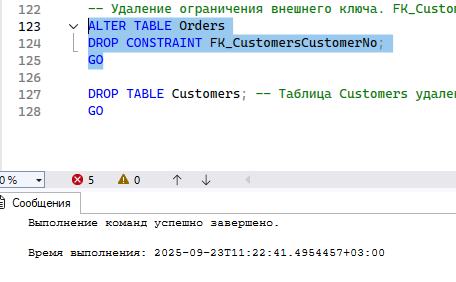 122 -- Удаление ограничения внешнего ключа. FK_Custo
123 ALTER TABLE Orders
124 DROP CONSTRAINT FK_CustomersCustomerNo;
125 GO
126
127 DROP TABLE Customers; -- Таблица Customers удале
128 GO
0 % 5 0
Сообщения
Выполнение команд успешно завершено.
Время выполнения: 2025-09-23T11:22:41.4954457+03:00